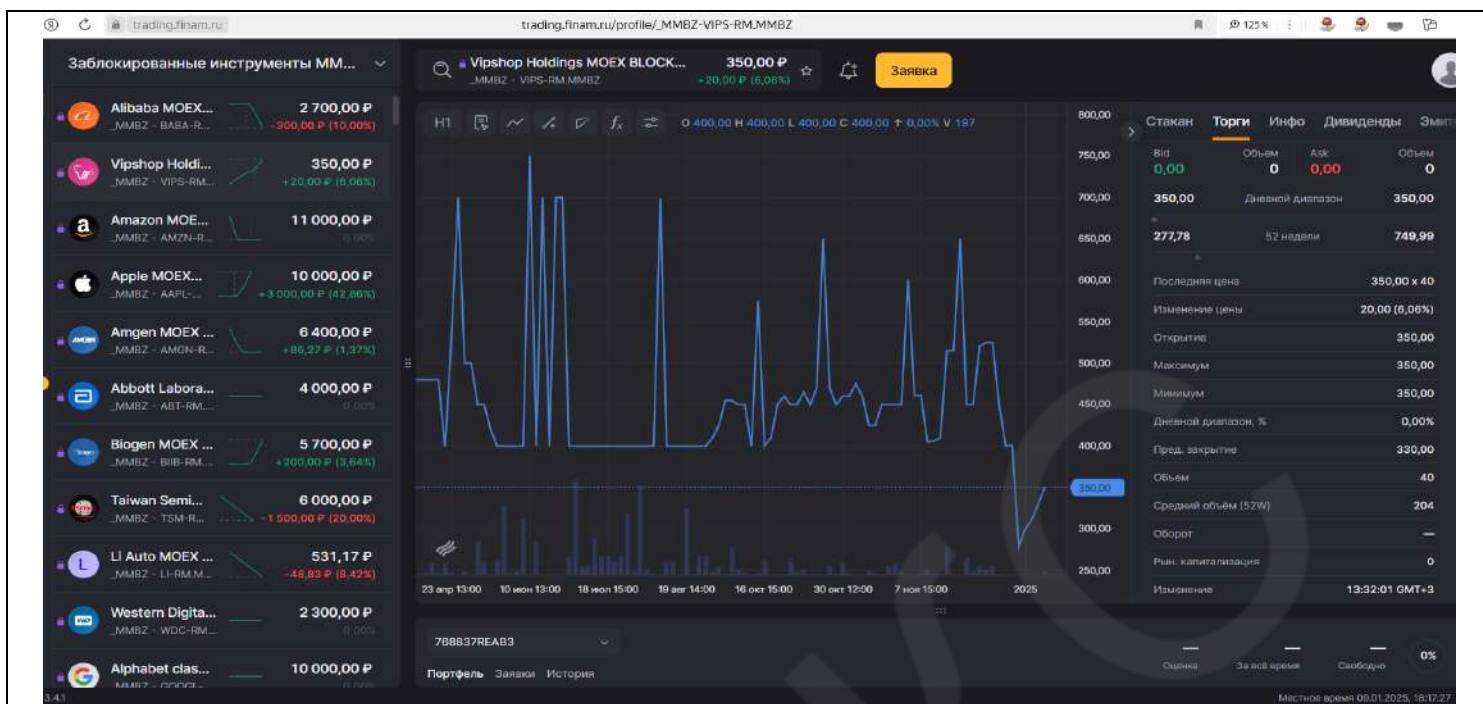 trading.finam.ru
trading.finam.ru/profile/_MMBZ-VIPS-RM.MMBZ
125 %
Заблокированные инструменты MM...
Vipshop Holdings MOEX BLOCK...
350,00 ₽
_MMBZ · VIPS-RM.MMBZ
+20,00 ₽ (6,06%)
Заявка
Alibaba MOEX...
2 700,00 ₽
_MMBZ · BABA-R...
-300,00 ₽ (10,00%)
Vipshop Holdi...
350,00 ₽
_MMBZ · VIPS-RM...
+20,00 ₽ (6,06%)
Amazon MOE...
11 000,00 ₽
_MMBZ · AMZN-R...
0,00%
Apple MOEX...
10 000,00 ₽
_MMBZ · AAPL-...
+3 000,00 ₽ (42,86%)
Amgen MOEX ...
6 400,00 ₽
_MMBZ · AMGN-R...
+86,27 ₽ (1,37%)
Abbott Labora...
4 000,00 ₽
_MMBZ · ABT-RM....
0,00%
Biogen MOEX ...
5 700,00 ₽
_MMBZ · BIIB-RM....
+200,00 ₽ (3,64%)
Taiwan Semi...
6 000,00 ₽
_MMBZ · TSM-R...
-1 500,00 ₽ (20,00%)
Li Auto MOEX ...
531,17 ₽
_MMBZ · LI-RM.M...
-48,83 ₽ (8,42%)
Western Digita...
2 300,00 ₽
_MMBZ · WDC-RM...
0,00%
Alphabet clas...
10 000,00 ₽
_MMBZ · GOOGL-...
0,00%
3.4.1
H1
O 400,00 H 400,00 L 400,00 C 400,00 ↑ 0,00% V 197
800,00
750,00
700,00
650,00
600,00
550,00
500,00
450,00
400,00
350,00
300,00
250,00
23 апр 13:00
10 июн 13:00
18 июл 15:00
19 авг 14:00
16 окт 15:00
30 окт 12:00
7 ноя 15:00
2025
768837REAB3
Портфель Заявки История
Стакан Торги Инфо Дивиденды Эмит
Bid Объем Ask Объем
0,00 0 0,00 0
350,00 Дневной диапазон 350,00
277,78 52 недели 749,99
Последняя цена 350,00 x 40
Изменение цены 20,00 (6,06%)
Открытие 350,00
Максимум 350,00
Минимум 350,00
Дневной диапазон, % 0,00%
Пред. закрытие 330,00
Объем 40
Средний объём (52W) 204
Оборот —
Рын. капитализация 0
Изменение 13:32:01 GMT+3
— — —
Оценка За всё время Свободно
0%
Местное время 09.01.2025, 18:17:27